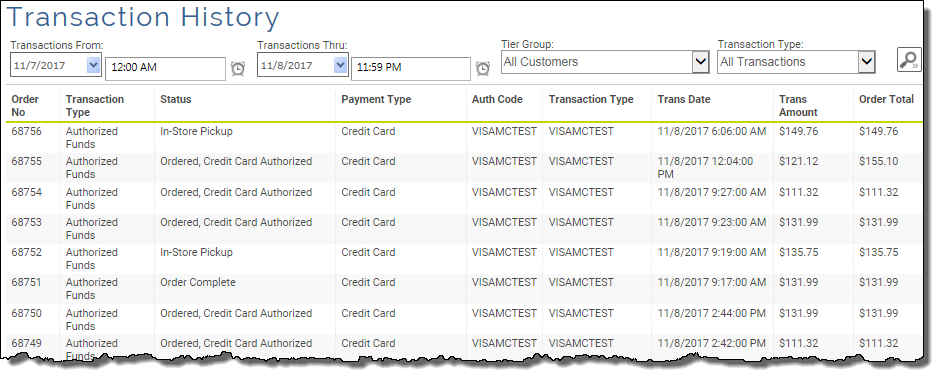 Transaction History
Transactions From: Transactions Thru: Tier Group: Transaction Type:
11/7/2017 12:00 AM 11/8/2017 11:59 PM All Customers All Transactions
Order No Transaction Type Status Payment Type Auth Code Transaction Type Trans Date Trans Amount Order Total
68756 Authorized Funds In-Store Pickup Credit Card VISAMCTEST VISAMCTEST 11/8/2017 6:06:00 AM $149.76 $149.76
68755 Authorized Funds Ordered, Credit Card Authorized Credit Card VISAMCTEST VISAMCTEST 11/8/2017 12:04:00 PM $121.12 $155.10
68754 Authorized Funds Ordered, Credit Card Authorized Credit Card VISAMCTEST VISAMCTEST 11/8/2017 9:27:00 AM $111.32 $111.32
68753 Authorized Funds Ordered, Credit Card Authorized Credit Card VISAMCTEST VISAMCTEST 11/8/2017 9:23:00 AM $131.99 $131.99
68752 Authorized Funds In-Store Pickup Credit Card VISAMCTEST VISAMCTEST 11/8/2017 9:19:00 AM $135.75 $135.75
68751 Authorized Funds Order Complete Credit Card VISAMCTEST VISAMCTEST 11/8/2017 9:17:00 AM $131.99 $131.99
68750 Authorized Funds Ordered, Credit Card Authorized Credit Card VISAMCTEST VISAMCTEST 11/8/2017 2:44:00 PM $131.99 $131.99
68749 Authorized Funds Ordered, Credit Card Authorized Credit Card VISAMCTEST VISAMCTEST 11/8/2017 2:42:00 PM $111.32 $111.32